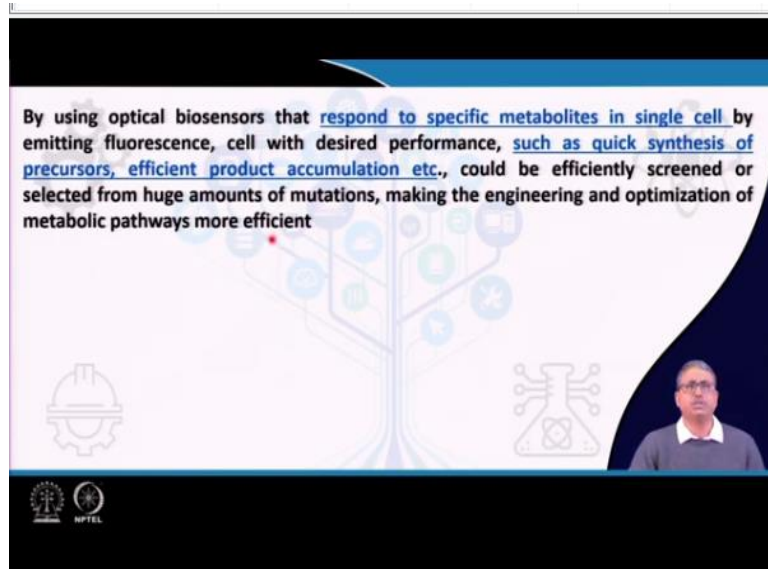 By using optical biosensors that respond to specific metabolites in single cell by
emitting fluorescence, cell with desired performance, such as quick synthesis of
precursors, efficient product accumulation etc., could be efficiently screened or
selected from huge amounts of mutations, making the engineering and optimization of
metabolic pathways more efficient
NPTEL